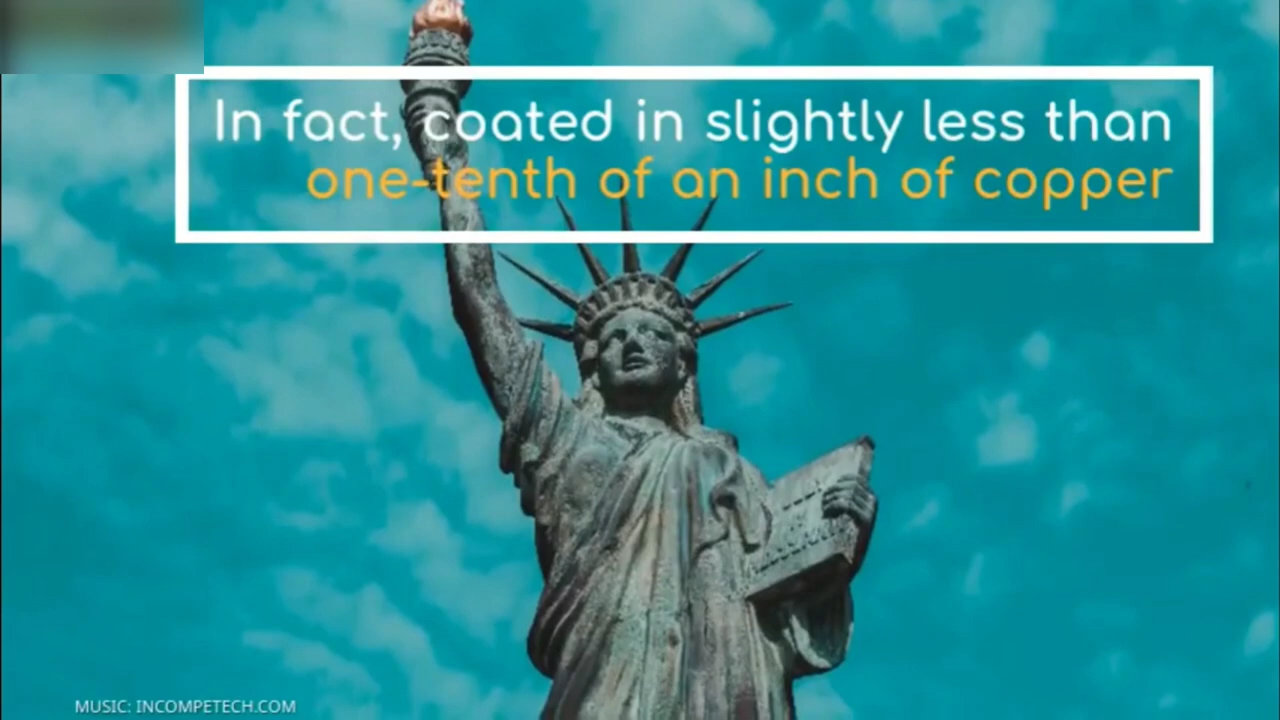 In fact, coated in slightly less than
one-tenth of an inch of copper
MUSIC: INCOMPETECH.COM